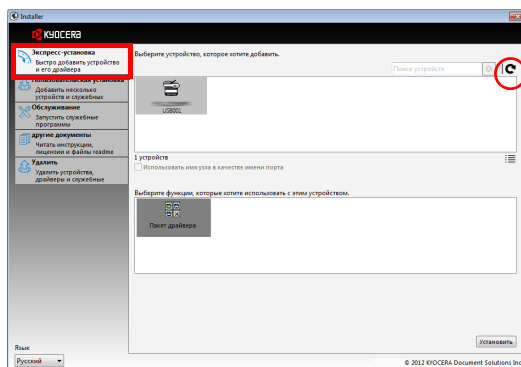 Installer
KYOCERA
Экспресс-установка
Быстро добавить устройство
и его драйвера
Пользовательская установка
Добавить несколько
устройств и служебных
Обслуживание
Запустить служебные
программы
другие документы
Читать инструкции,
лицензии и файлы readme
Удалить
Удалить устройства,
драйверы и служебные
Язык
Русский
Выберите устройство, которое хотите добавить.
Поиск устройств
USB001
1 устройств
Использовать имя узла в качестве имени порта
Выберите функции, которые хотите использовать с этим устройством.
Пакет драйвера
Установить
© 2012 KYOCERA Document Solutions Inc